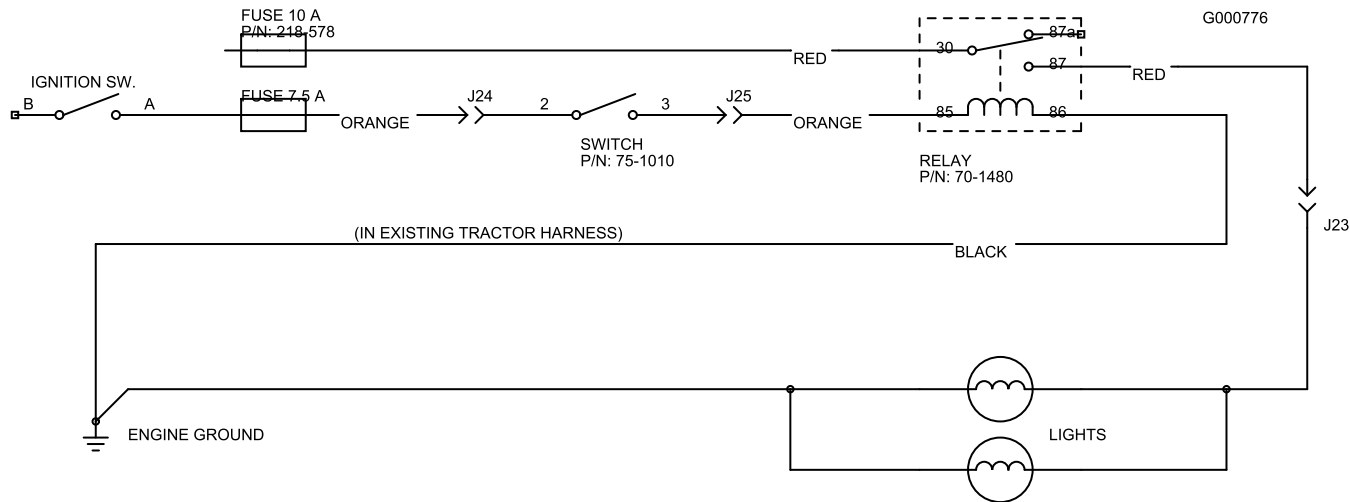 FUSE 10 A
P/N: 218-578
G000776
87a
30
RED
87
RED
IGNITION SW.
B
A
FUSE 7.5 A
ORANGE
J24
2
3
J25
ORANGE
85
86
SWITCH
P/N: 75-1010
RELAY
P/N: 70-1480
J23
(IN EXISTING TRACTOR HARNESS)
BLACK
ENGINE GROUND
LIGHTS